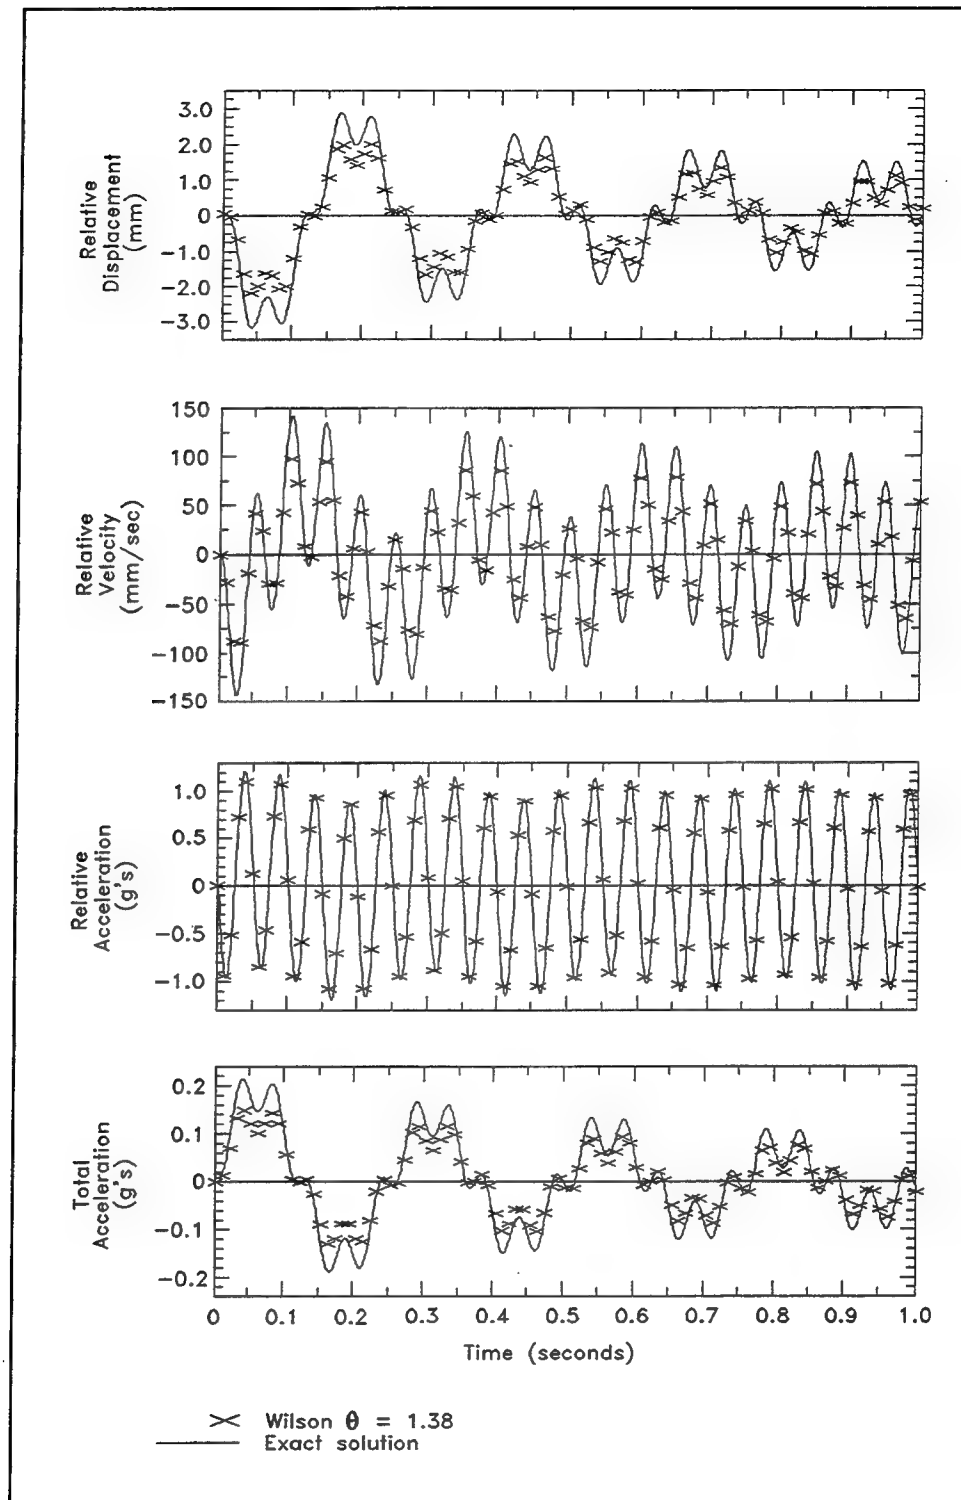 3.0
2.0
1.0
0
−1.0
−2.0
−3.0
Relative
Displacement
(mm)
150
100
50
0
−50
−100
−150
Relative
Velocity
(mm/sec)
1.0
0.5
0
−0.5
−1.0
Relative
Acceleration
(g's)
0.2
0.1
0
−0.1
−0.2
Total
Acceleration
(g's)
0 0.1 0.2 0.3 0.4 0.5 0.6 0.7 0.8 0.9 1.0
Time (seconds)
Wilson θ = 1.38
Exact solution